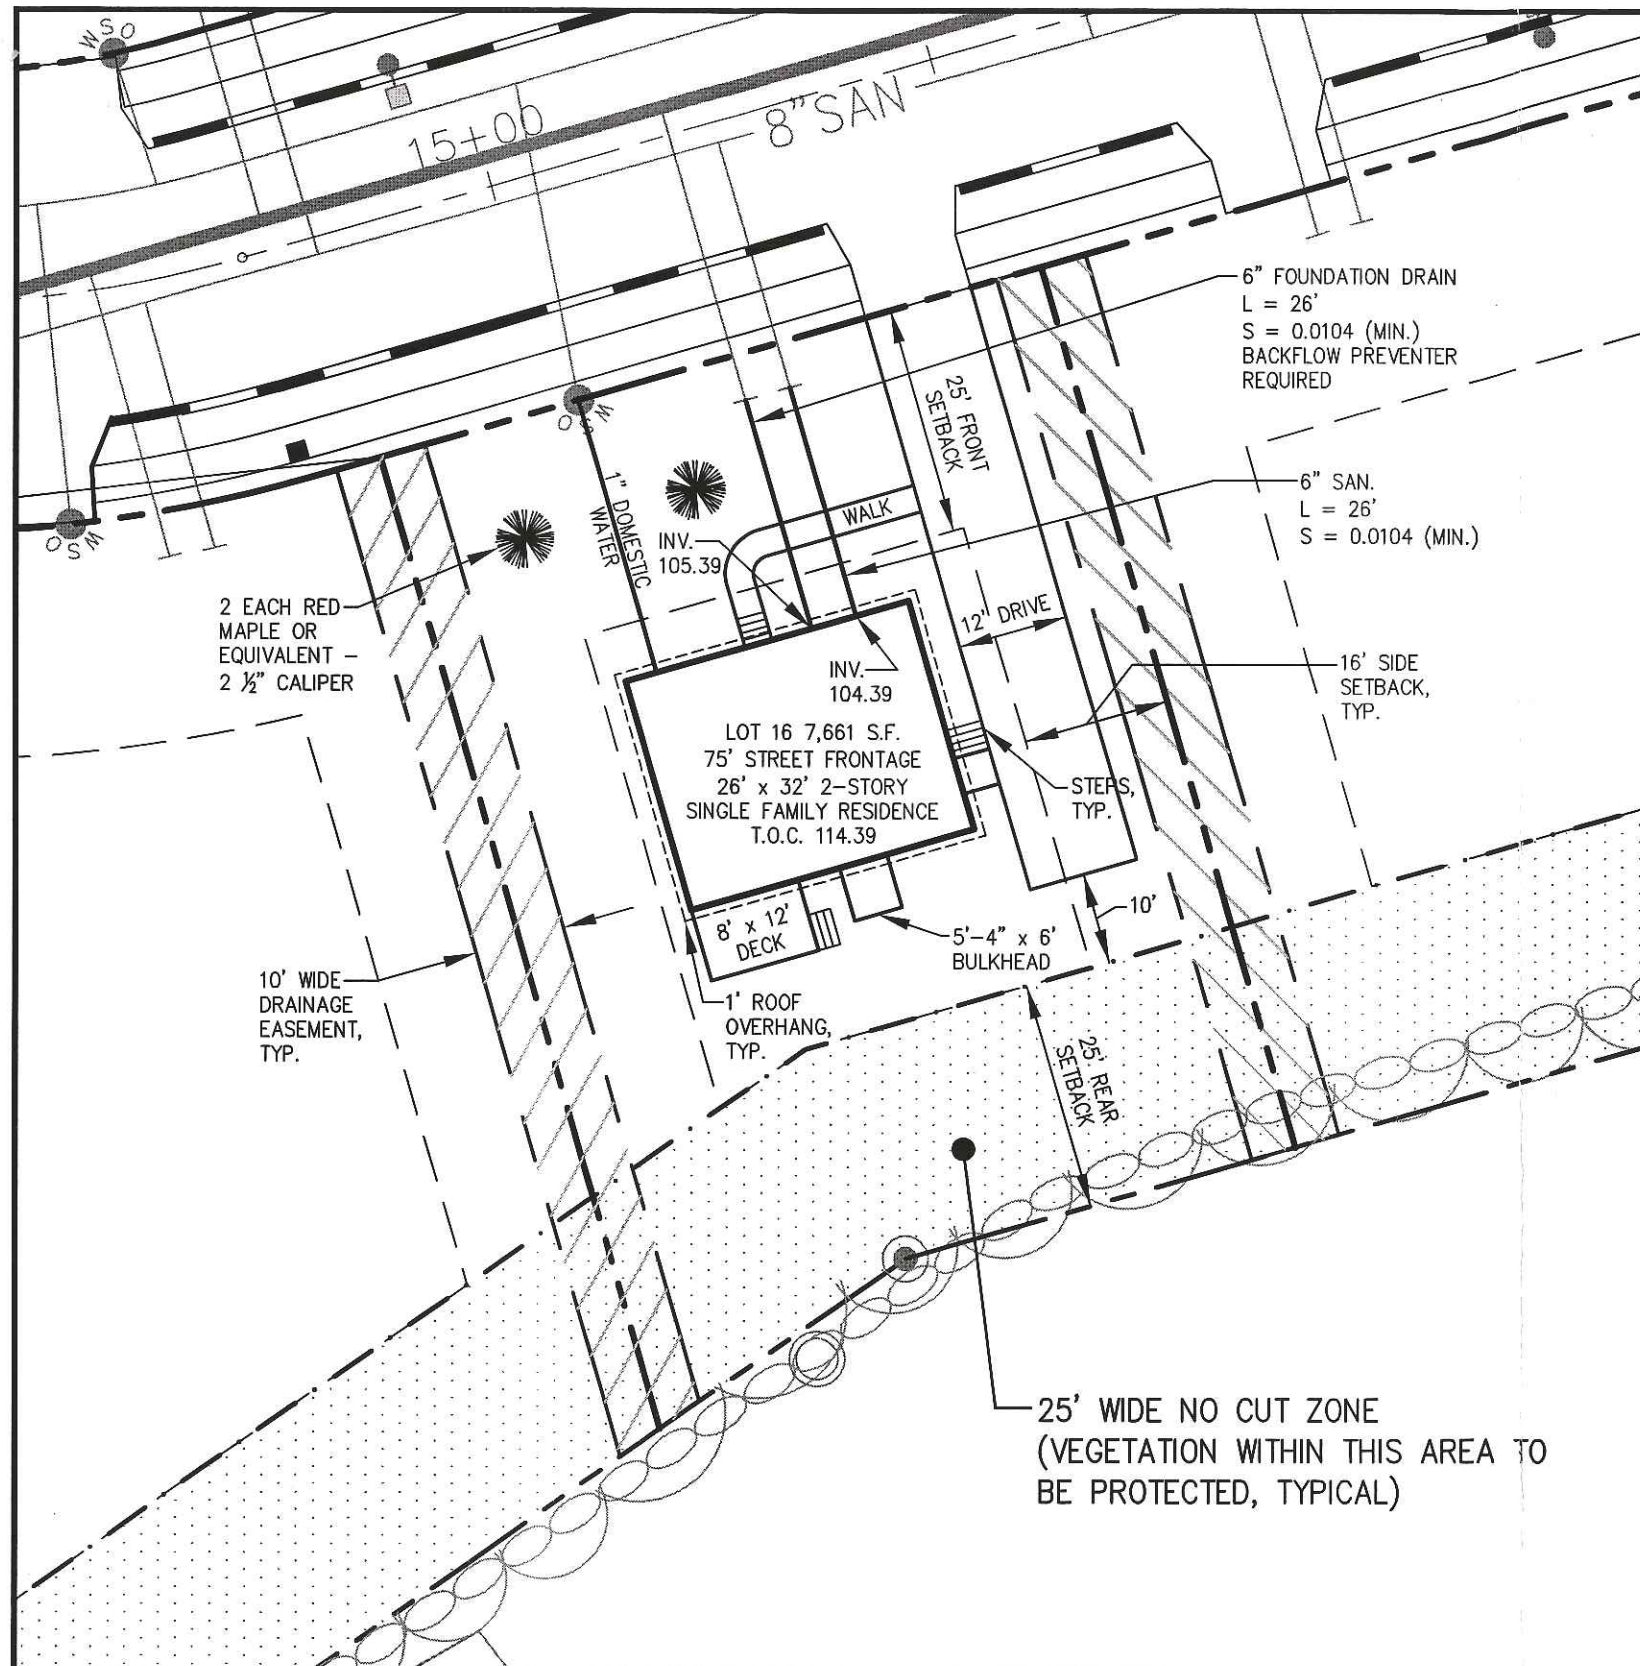 WSO
15+00
8" SAN
6" FOUNDATION DRAIN
L = 26'
S = 0.0104 (MIN.)
BACKFLOW PREVENTER
REQUIRED
25' FRONT
SETBACK
WSO
1" DOMESTIC
WATER
WALK
6" SAN.
L = 26'
S = 0.0104 (MIN.)
WSO
INV.
105.39
2 EACH RED
MAPLE OR
EQUIVALENT –
2 ½" CALIPER
12' DRIVE
INV.
104.39
16' SIDE
SETBACK,
TYP.
LOT 16 7,661 S.F.
75' STREET FRONTAGE
26' x 32' 2–STORY
SINGLE FAMILY RESIDENCE
T.O.C. 114.39
STEPS,
TYP.
8' x 12'
DECK
10'
5'–4" x 6'
BULKHEAD
10' WIDE
DRAINAGE
EASEMENT,
TYP.
1' ROOF
OVERHANG,
TYP.
25' REAR
SETBACK
25' WIDE NO CUT ZONE
(VEGETATION WITHIN THIS AREA TO
BE PROTECTED, TYPICAL)